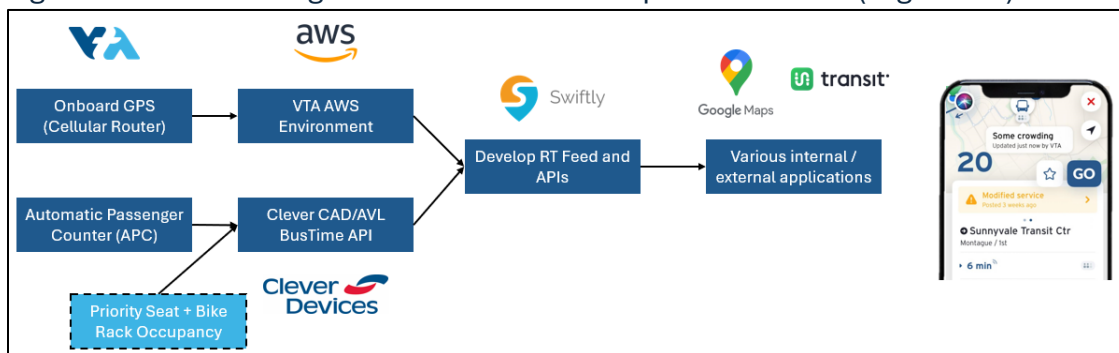 VTA
aws
Onboard GPS
(Cellular Router)
VTA AWS
Environment
Swiftly
Google Maps
transit
Develop RT Feed and
APIs
Various internal /
external applications
Automatic Passenger
Counter (APC)
Clever CAD/AVL
BusTime API
Priority Seat + Bike
Rack Occupancy
Clever
Devices
Some crowding
Updated just now by VTA
20
GO
Modified service
Posted 3 weeks ago
Sunnyvale Transit Ctr
Montague / 1st
6 min